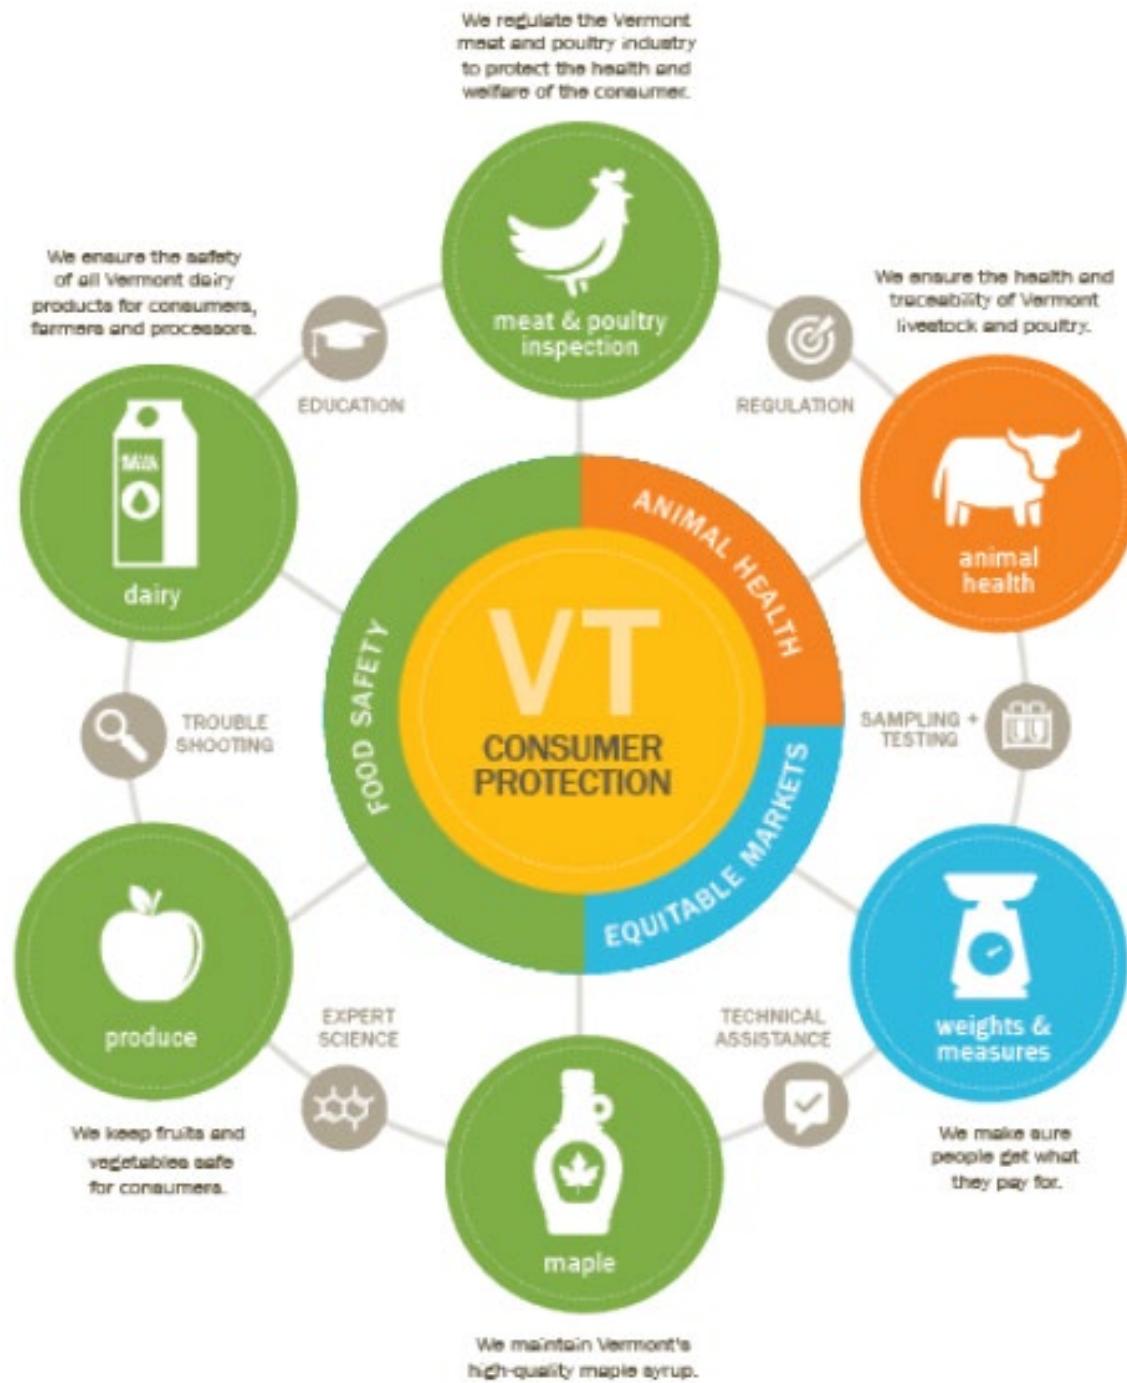 We regulate the Vermont
meat and poultry industry
to protect the health and
welfare of the consumer.
meat & poultry
inspection
We ensure the safety
of all Vermont dairy
products for consumers,
farmers and processors.
EDUCATION
We ensure the health and
traceability of Vermont
livestock and poultry.
REGULATION
MILK
dairy
animal
health
ANIMAL HEALTH
FOOD SAFETY
EQUITABLE MARKETS
VT
CONSUMER
PROTECTION
TROUBLE
SHOOTING
SAMPLING +
TESTING
produce
We keep fruits and
vegetables safe
for consumers.
EXPERT
SCIENCE
TECHNICAL
ASSISTANCE
weights &
measures
We make sure
people get what
they pay for.
maple
We maintain Vermont's
high-quality maple syrup.